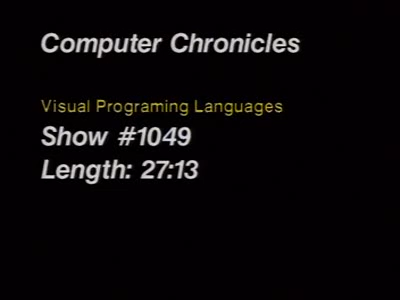 Computer Chronicles
Visual Programing Languages
Show #1049
Length: 27:13